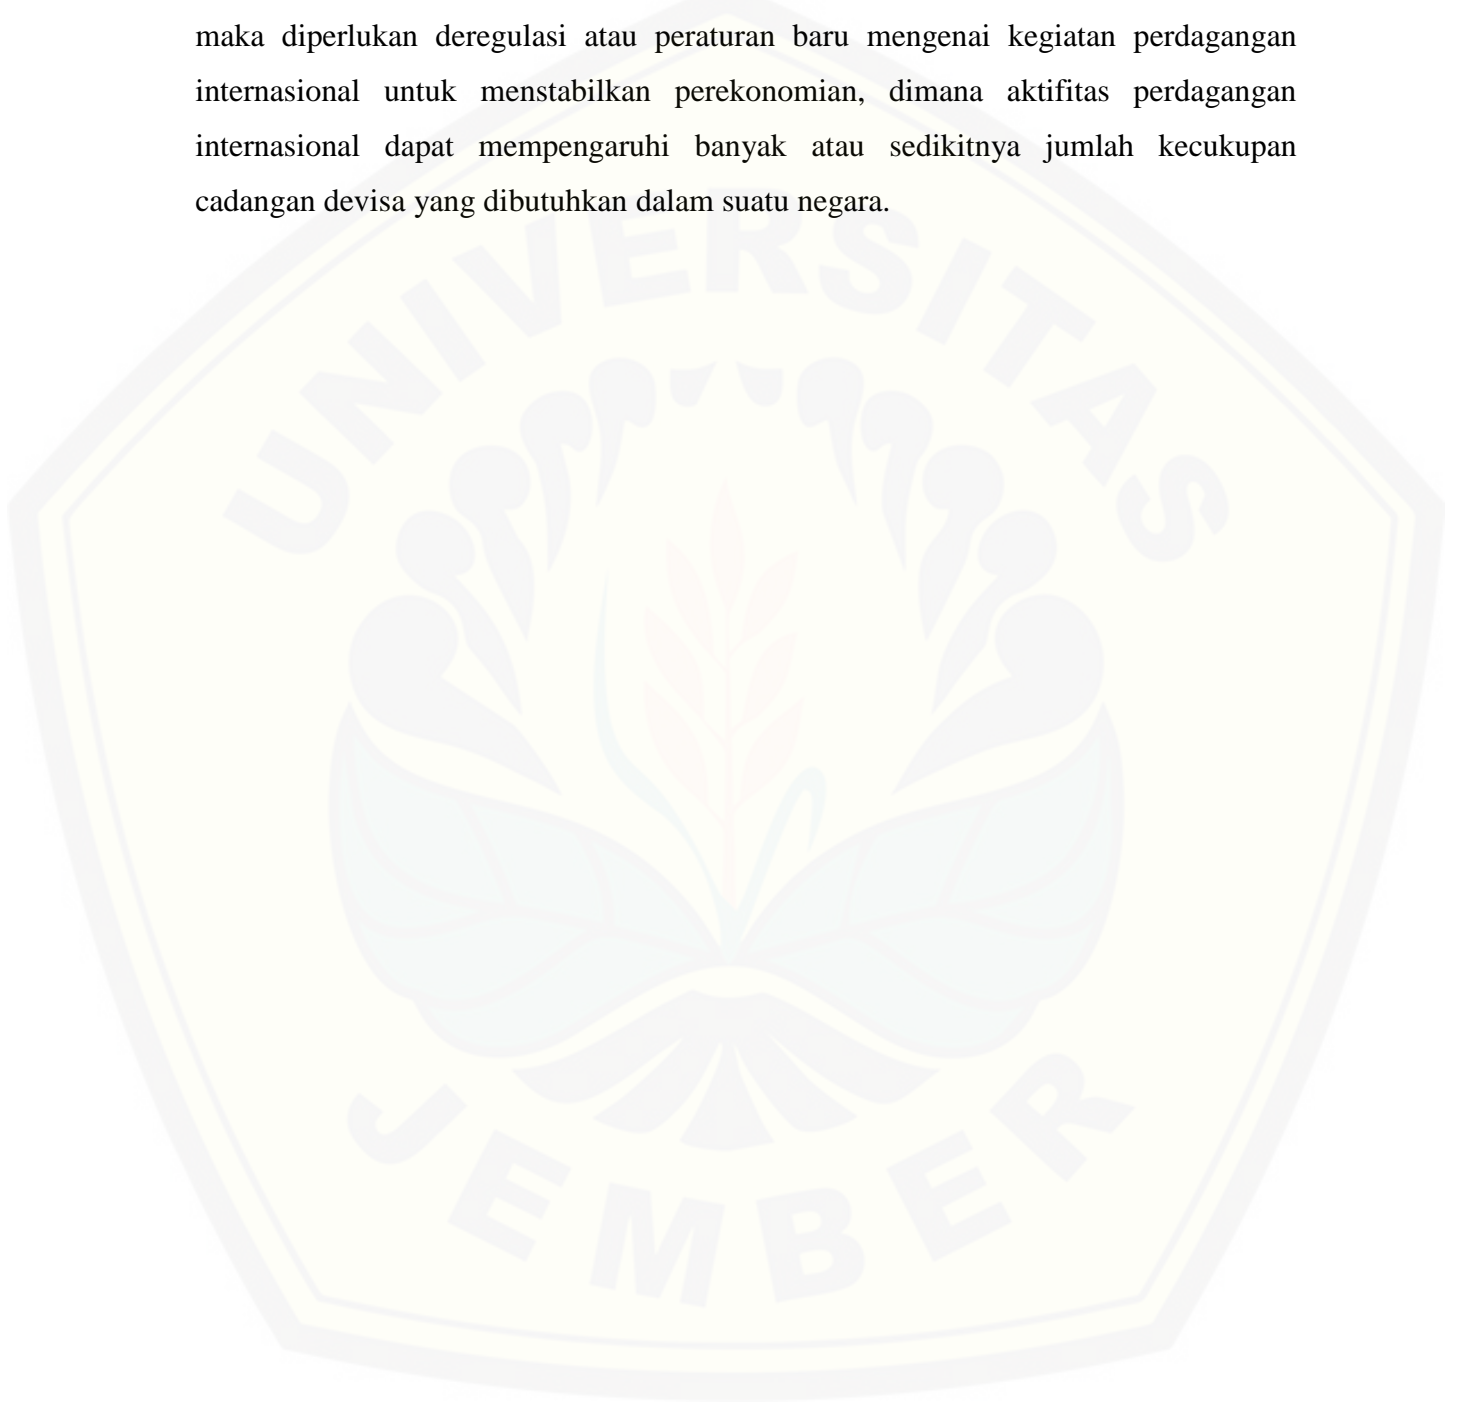 maka diperlukan deregulasi atau peraturan baru mengenai kegiatan perdagangan
internasional untuk menstabilkan perekonomian, dimana aktifitas perdagangan
internasional dapat mempengaruhi banyak atau sedikitnya jumlah kecukupan
cadangan devisa yang dibutuhkan dalam suatu negara.
UNIVERSITAS
JEMBER